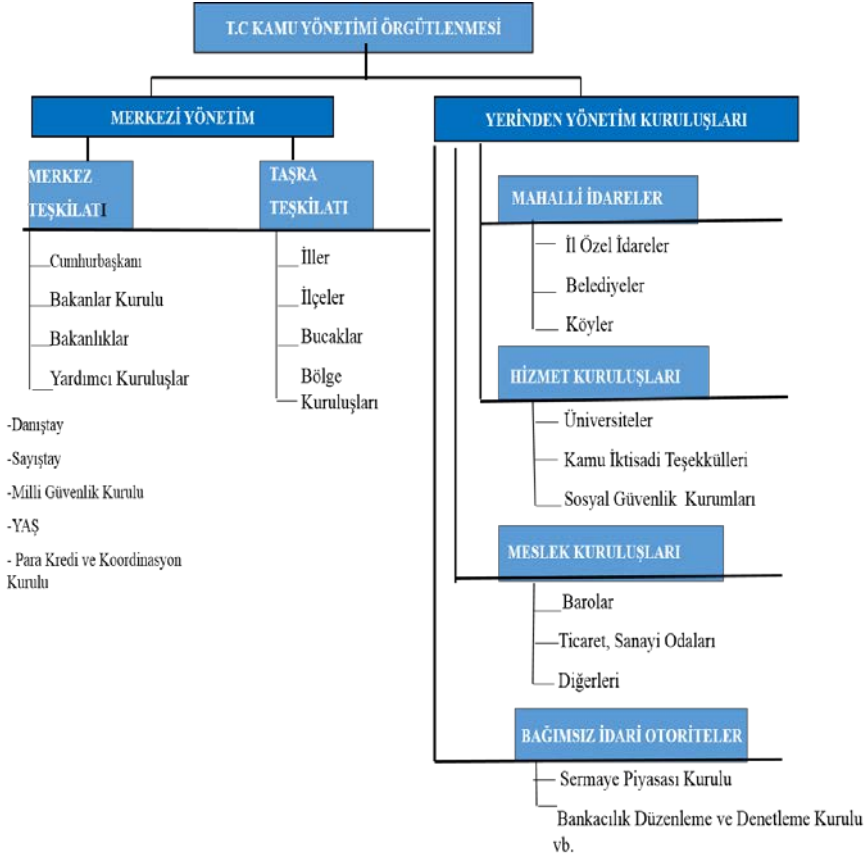 T.C KAMU YÖNETİMİ ÖRGÜTLENMESİ
MERKEZİ YÖNETİM
MERKEZ
TEŞKİLATI
Cumhurbaşkanı
Bakanlar Kurulu
Bakanlıklar
Yardımcı Kuruluşlar
-Danıştay
-Sayıştay
-Milli Güvenlik Kurulu
-YAŞ
- Para Kredi ve Koordinasyon
Kurulu
TAŞRA
TEŞKİLATI
İller
İlçeler
Bucaklar
Bölge
Kuruluşları
YERİNDEN YÖNETİM KURULUŞLARI
MAHALLİ İDARELER
İl Özel İdareler
Belediyeler
Köyler
HİZMET KURULUŞLARI
Üniversiteler
Kamu İktisadi Teşekkülleri
Sosyal Güvenlik Kurumları
MESLEK KURULUŞLARI
Barolar
Ticaret, Sanayi Odaları
Diğerleri
BAĞIMSIZ İDARİ OTORİTELER
Sermaye Piyasası Kurulu
Bankacılık Düzenleme ve Denetleme Kurulu
vb.